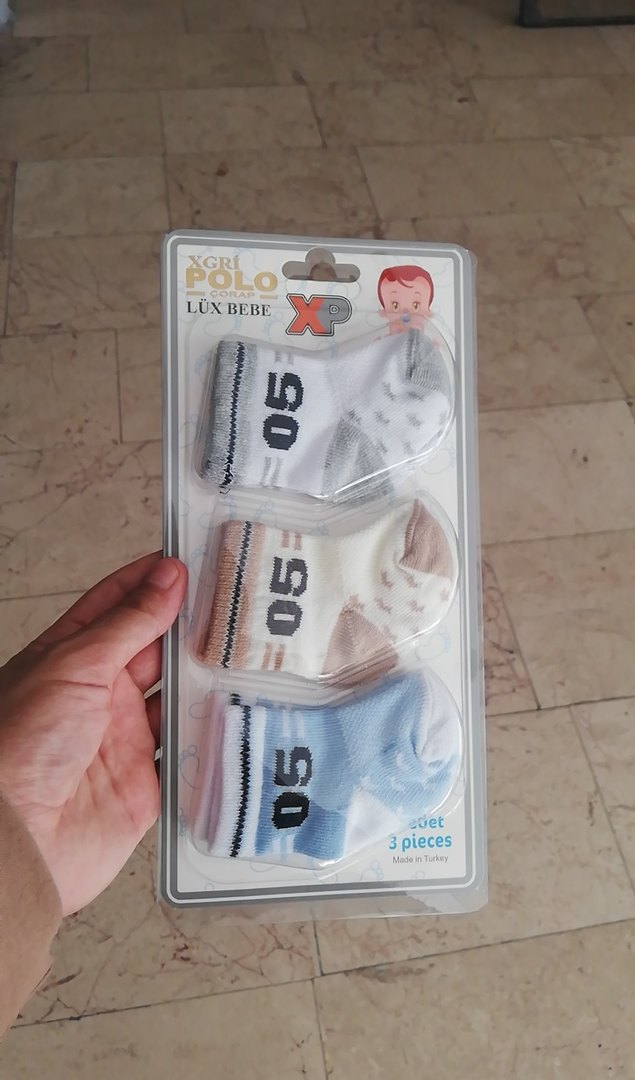 XGRİ
POLO
ÇORAP
LÜX BEBE
XP
05
05
05
3 pieces
Made in Turkey